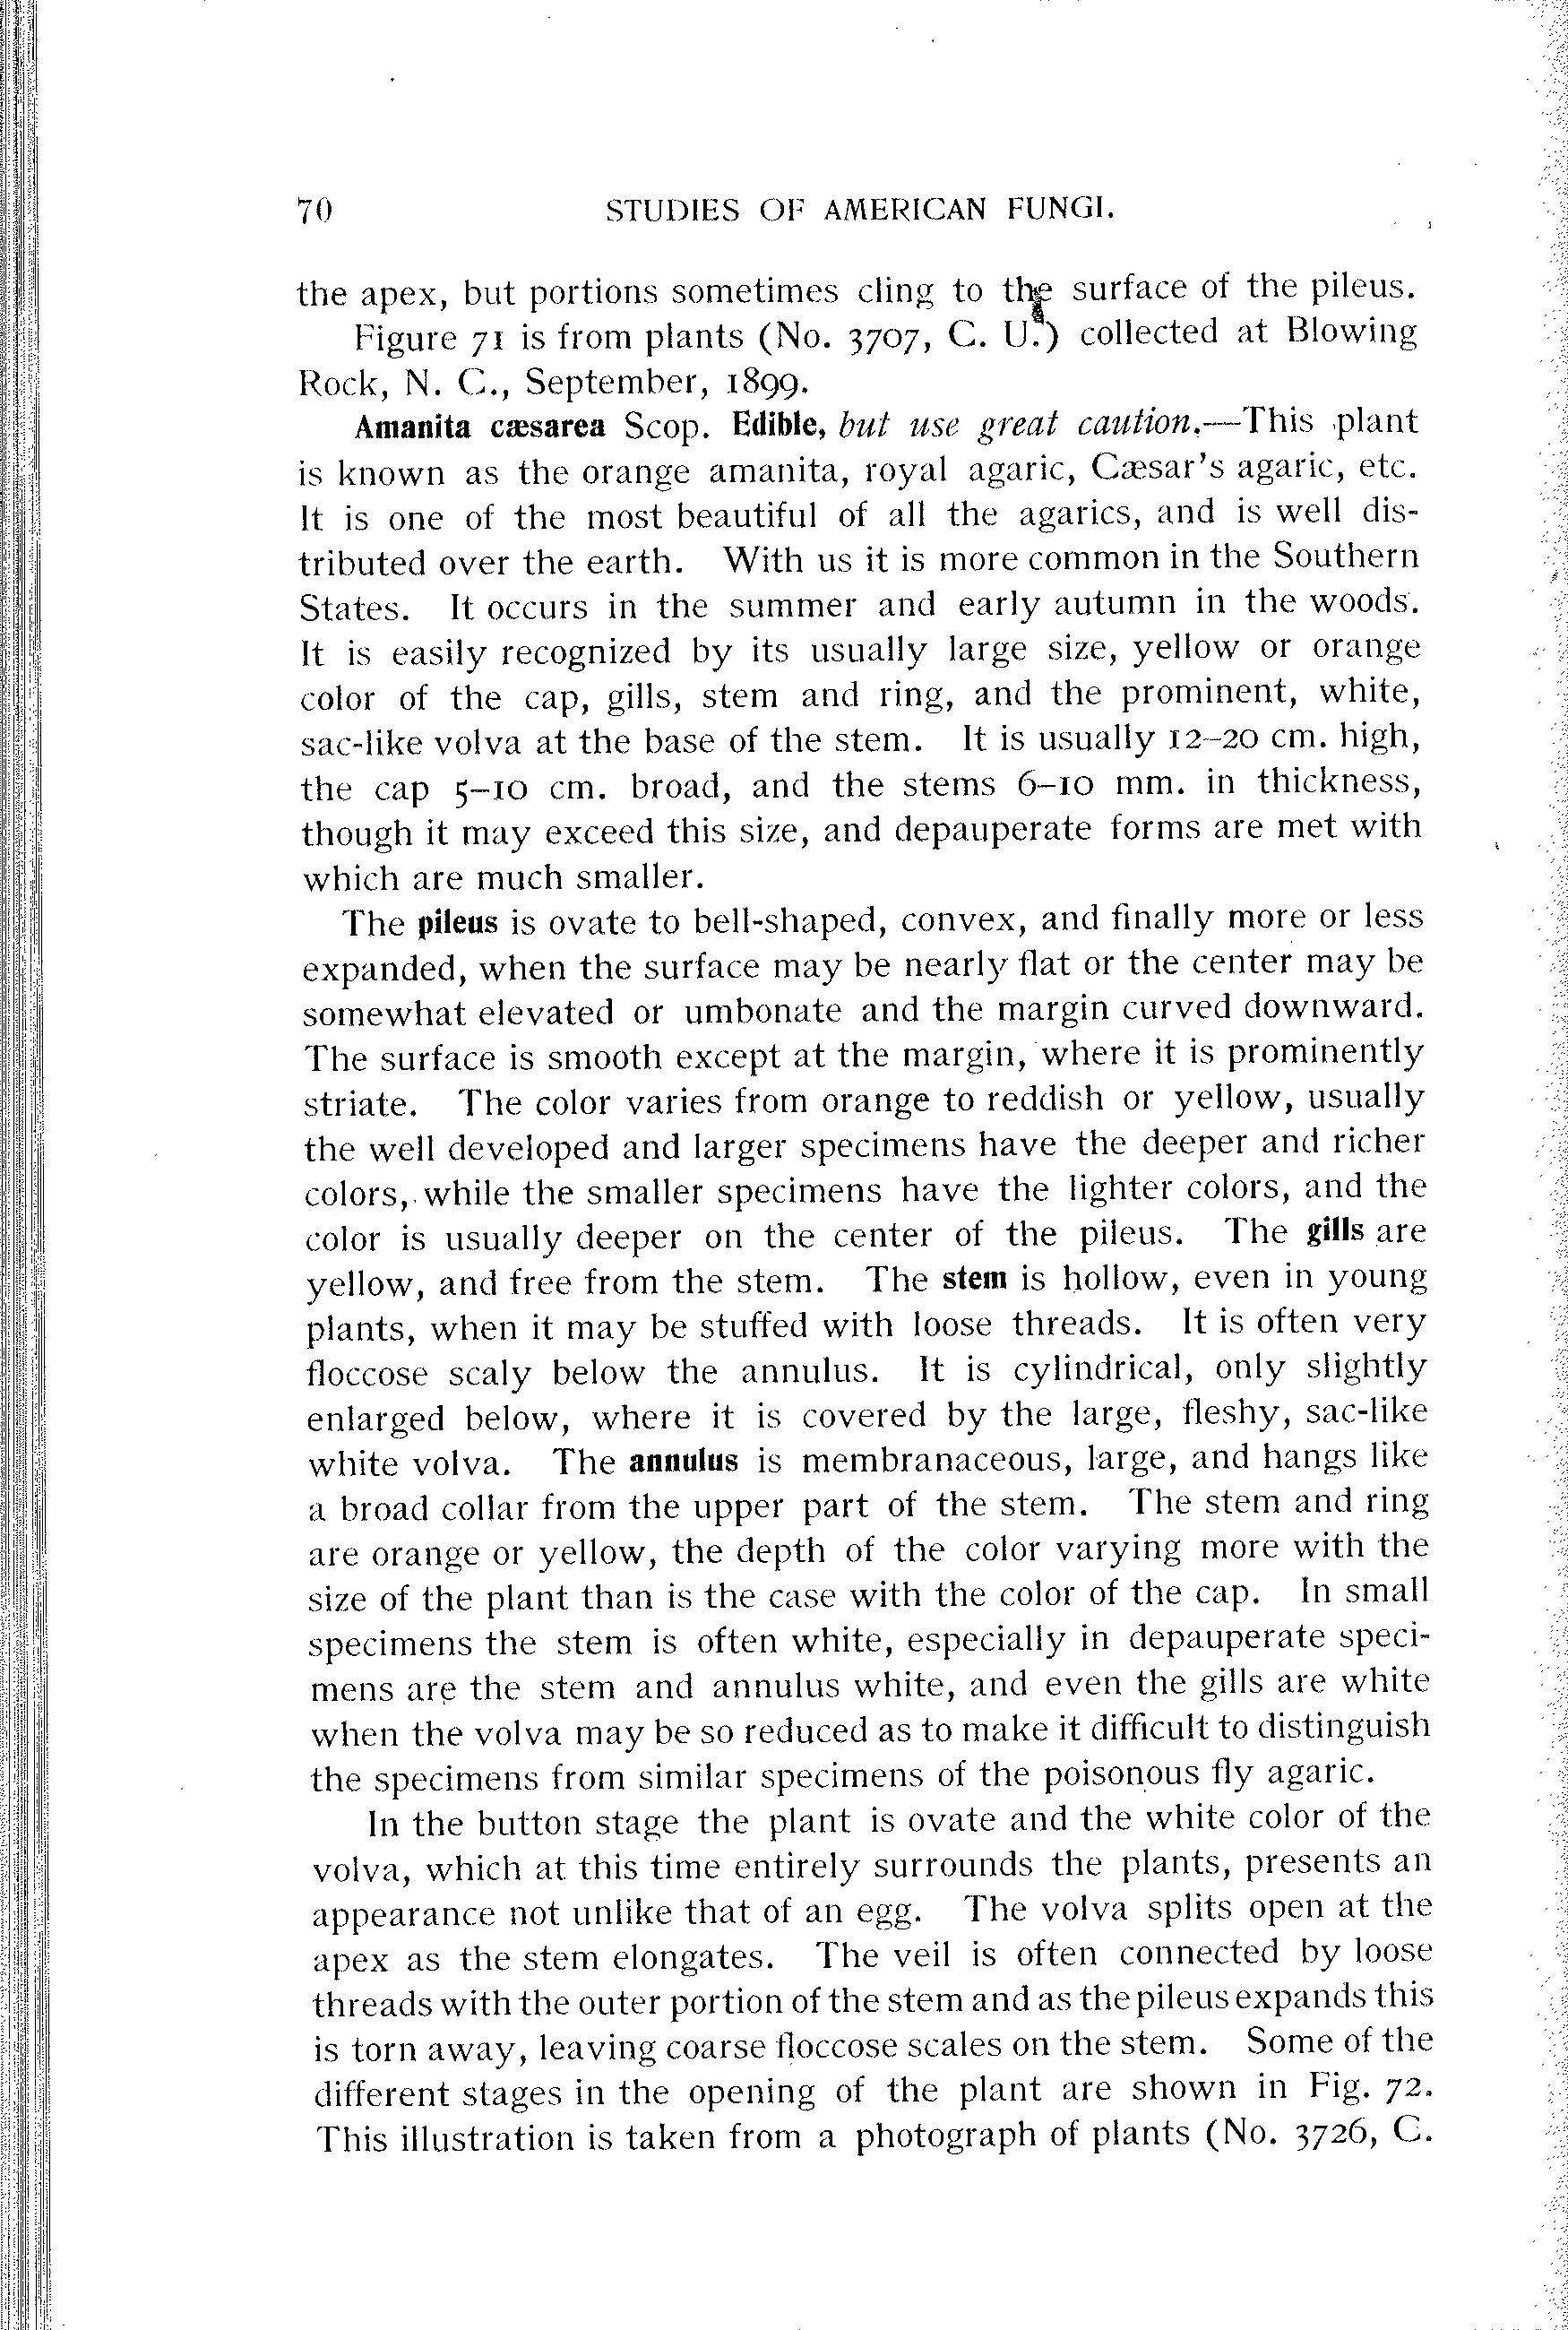 70 STUDIES OF AMERICAN FUNGI.
the apex, but portions sometimes cling to the surface of the pileus.
Figure 71 is from plants (No. 3707, C. U.) collected at Blowing
Rock, N. C., September, 1899.
Amanita cæsarea Scop. Edible, but use great caution.—This plant
is known as the orange amanita, royal agaric, Cæsar's agaric, etc.
It is one of the most beautiful of all the agarics, and is well dis-
tributed over the earth. With us it is more common in the Southern
States. It occurs in the summer and early autumn in the woods.
It is easily recognized by its usually large size, yellow or orange
color of the cap, gills, stem and ring, and the prominent, white,
sac-like volva at the base of the stem. It is usually 12–20 cm. high,
the cap 5–10 cm. broad, and the stems 6–10 mm. in thickness,
though it may exceed this size, and depauperate forms are met with
which are much smaller.
The pileus is ovate to bell-shaped, convex, and finally more or less
expanded, when the surface may be nearly flat or the center may be
somewhat elevated or umbonate and the margin curved downward.
The surface is smooth except at the margin, where it is prominently
striate. The color varies from orange to reddish or yellow, usually
the well developed and larger specimens have the deeper and richer
colors, while the smaller specimens have the lighter colors, and the
color is usually deeper on the center of the pileus. The gills are
yellow, and free from the stem. The stem is hollow, even in young
plants, when it may be stuffed with loose threads. It is often very
floccose scaly below the annulus. It is cylindrical, only slightly
enlarged below, where it is covered by the large, fleshy, sac-like
white volva. The annulus is membranaceous, large, and hangs like
a broad collar from the upper part of the stem. The stem and ring
are orange or yellow, the depth of the color varying more with the
size of the plant than is the case with the color of the cap. In small
specimens the stem is often white, especially in depauperate speci-
mens are the stem and annulus white, and even the gills are white
when the volva may be so reduced as to make it difficult to distinguish
the specimens from similar specimens of the poisonous fly agaric.
In the button stage the plant is ovate and the white color of the
volva, which at this time entirely surrounds the plants, presents an
appearance not unlike that of an egg. The volva splits open at the
apex as the stem elongates. The veil is often connected by loose
threads with the outer portion of the stem and as the pileus expands this
is torn away, leaving coarse floccose scales on the stem. Some of the
different stages in the opening of the plant are shown in Fig. 72.
This illustration is taken from a photograph of plants (No. 3726, C.